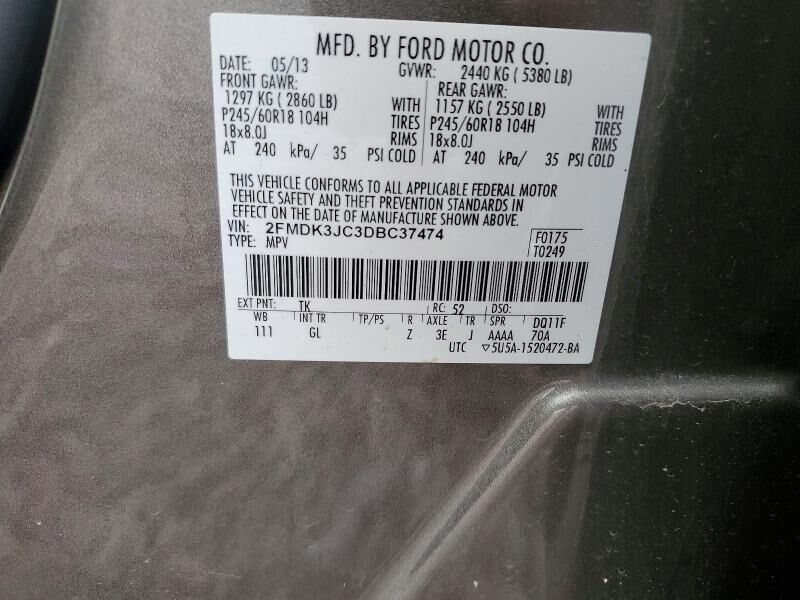 MFD. BY FORD MOTOR CO.
DATE: 05/13 GVWR: 2440 KG ( 5380 LB)
FRONT GAWR: REAR GAWR:
1297 KG ( 2860 LB) WITH 1157 KG ( 2550 LB) WITH
P245/60R18 104H TIRES P245/60R18 104H TIRES
18x8.0J RIMS 18x8.0J RIMS
AT 240 kPa/ 35 PSI COLD AT 240 kPa/ 35 PSI COLD
THIS VEHICLE CONFORMS TO ALL APPLICABLE FEDERAL MOTOR
VEHICLE SAFETY AND THEFT PREVENTION STANDARDS IN
EFFECT ON THE DATE OF MANUFACTURE SHOWN ABOVE.
VIN: 2FMDK3JC3DBC37474 F0175
TYPE: MPV T0249
EXT PNT: TK RC: 52 DSO:
WB INT TR TP/PS R AXLE TR SPR DQ11F
111 GL Z 3E J AAAA 70A
UTC ▽5U5A-1520472-BA